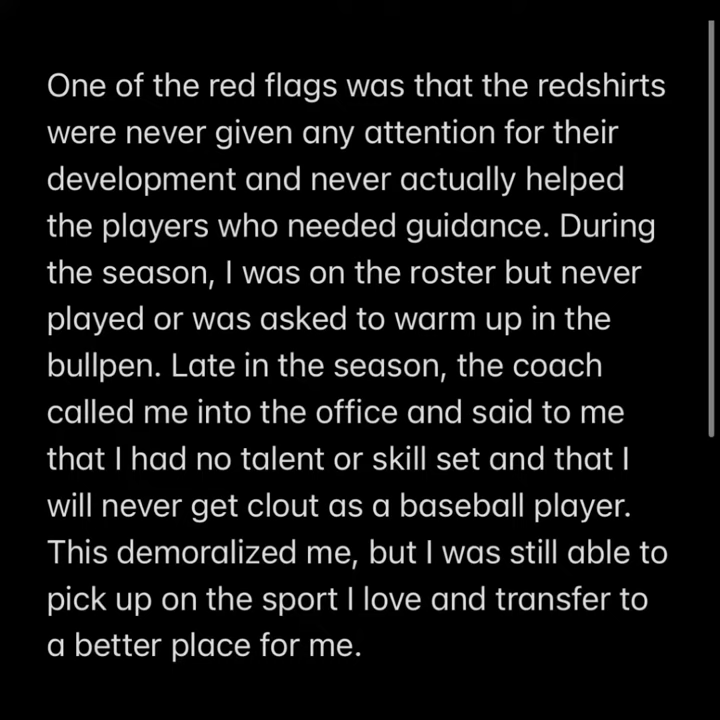 One of the red flags was that the redshirts
were never given any attention for their
development and never actually helped
the players who needed guidance. During
the season, I was on the roster but never
played or was asked to warm up in the
bullpen. Late in the season, the coach
called me into the office and said to me
that I had no talent or skill set and that I
will never get clout as a baseball player.
This demoralized me, but I was still able to
pick up on the sport I love and transfer to
a better place for me.